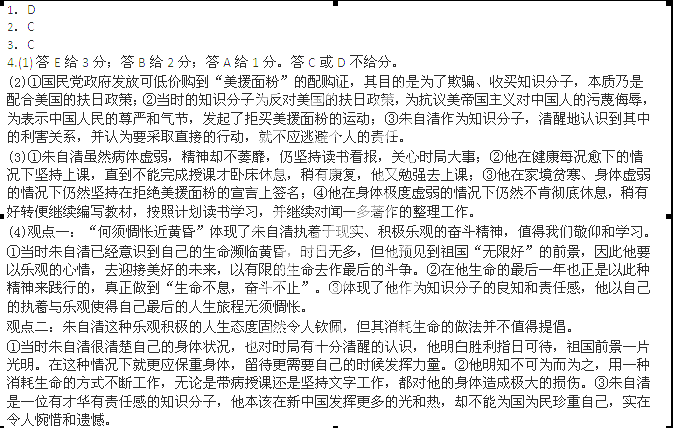 1. D
2. C
3. C
4.(1)答 E 给 3 分；答 B 给 2 分；答 A 给 1 分。答 C 或 D 不给分。
(2)①国民党政府发放可低价购到“美援面粉”的配购证，其目的是为了欺骗、收买知识分子，本质乃是
配合美国的扶日政策；②当时的知识分子为反对美国的扶日政策，为抗议美帝国主义对中国人的污蔑侮辱，
为表示中国人民的尊严和气节，发起了拒买美援面粉的运动；③朱自清作为知识分子，清醒地认识到其中
的利害关系，并认为要采取直接的行动，就不应逃避个人的责任。
(3)①朱自清虽然病体虚弱，精神却不萎靡，仍坚持读书看报，关心时局大事；②他在健康每况愈下的情
况下坚持上课，直到不能完成授课才卧床休息，稍有康复，他又勉强去上课；③他在家境贫寒、身体虚弱
的情况下仍然坚持在拒绝美援面粉的宣言上签名；④他在身体极度虚弱的情况下仍然不肯彻底休息，稍有
好转便继续编写教材，按照计划读书学习，并继续对闻一多著作的整理工作。
(4)观点一：“何须惆怅近黄昏”体现了朱自清执着于现实、积极乐观的奋斗精神，值得我们敬仰和学习。
①当时朱自清已经意识到自己的生命濒临黄昏，时日无多，但他预见到祖国“无限好”的前景，因此他要
以乐观的心情，去迎接美好的未来，以有限的生命去作最后的斗争。②在他生命的最后一年也正是以此种
精神来践行的，真正做到“生命不息，奋斗不止”。③体现了他作为知识分子的良知和责任感，他以自己
的执着与乐观使得自己最后的人生旅程无须惆怅。
观点二：朱自清这种乐观积极的人生态度固然令人钦佩，但其消耗生命的做法并不值得提倡。
①当时朱自清很清楚自己的身体状况，也对时局有十分清醒的认识，他明白胜利指日可待，祖国前景一片
光明。在这种情况下就更应保重身体，留待更需要自己的时候发挥力量。②他明知不可为而为之，用一种
消耗生命的方式不断工作，无论是带病授课还是坚持文字工作，都对他的身体造成极大的损伤。③朱自清
是一位有才华有责任感的知识分子，他本该在新中国发挥更多的光和热，却不能为国为民珍重自己，实在
令人惋惜和遗憾。